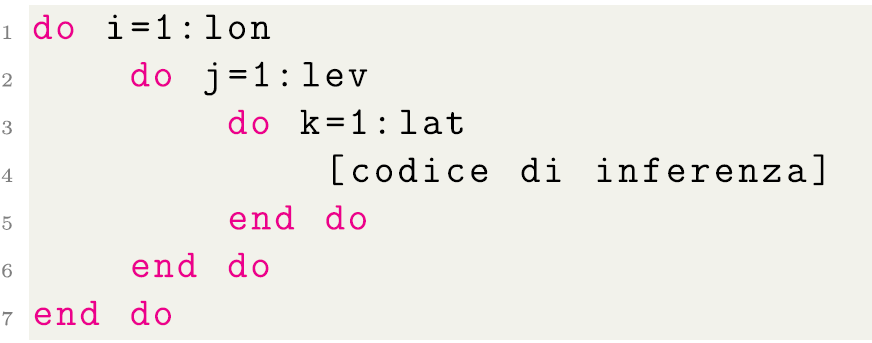 1 do i=1:lon
2 do j=1:lev
3 do k=1:lat
4 [codice di inferenza]
5 end do
6 end do
7 end do